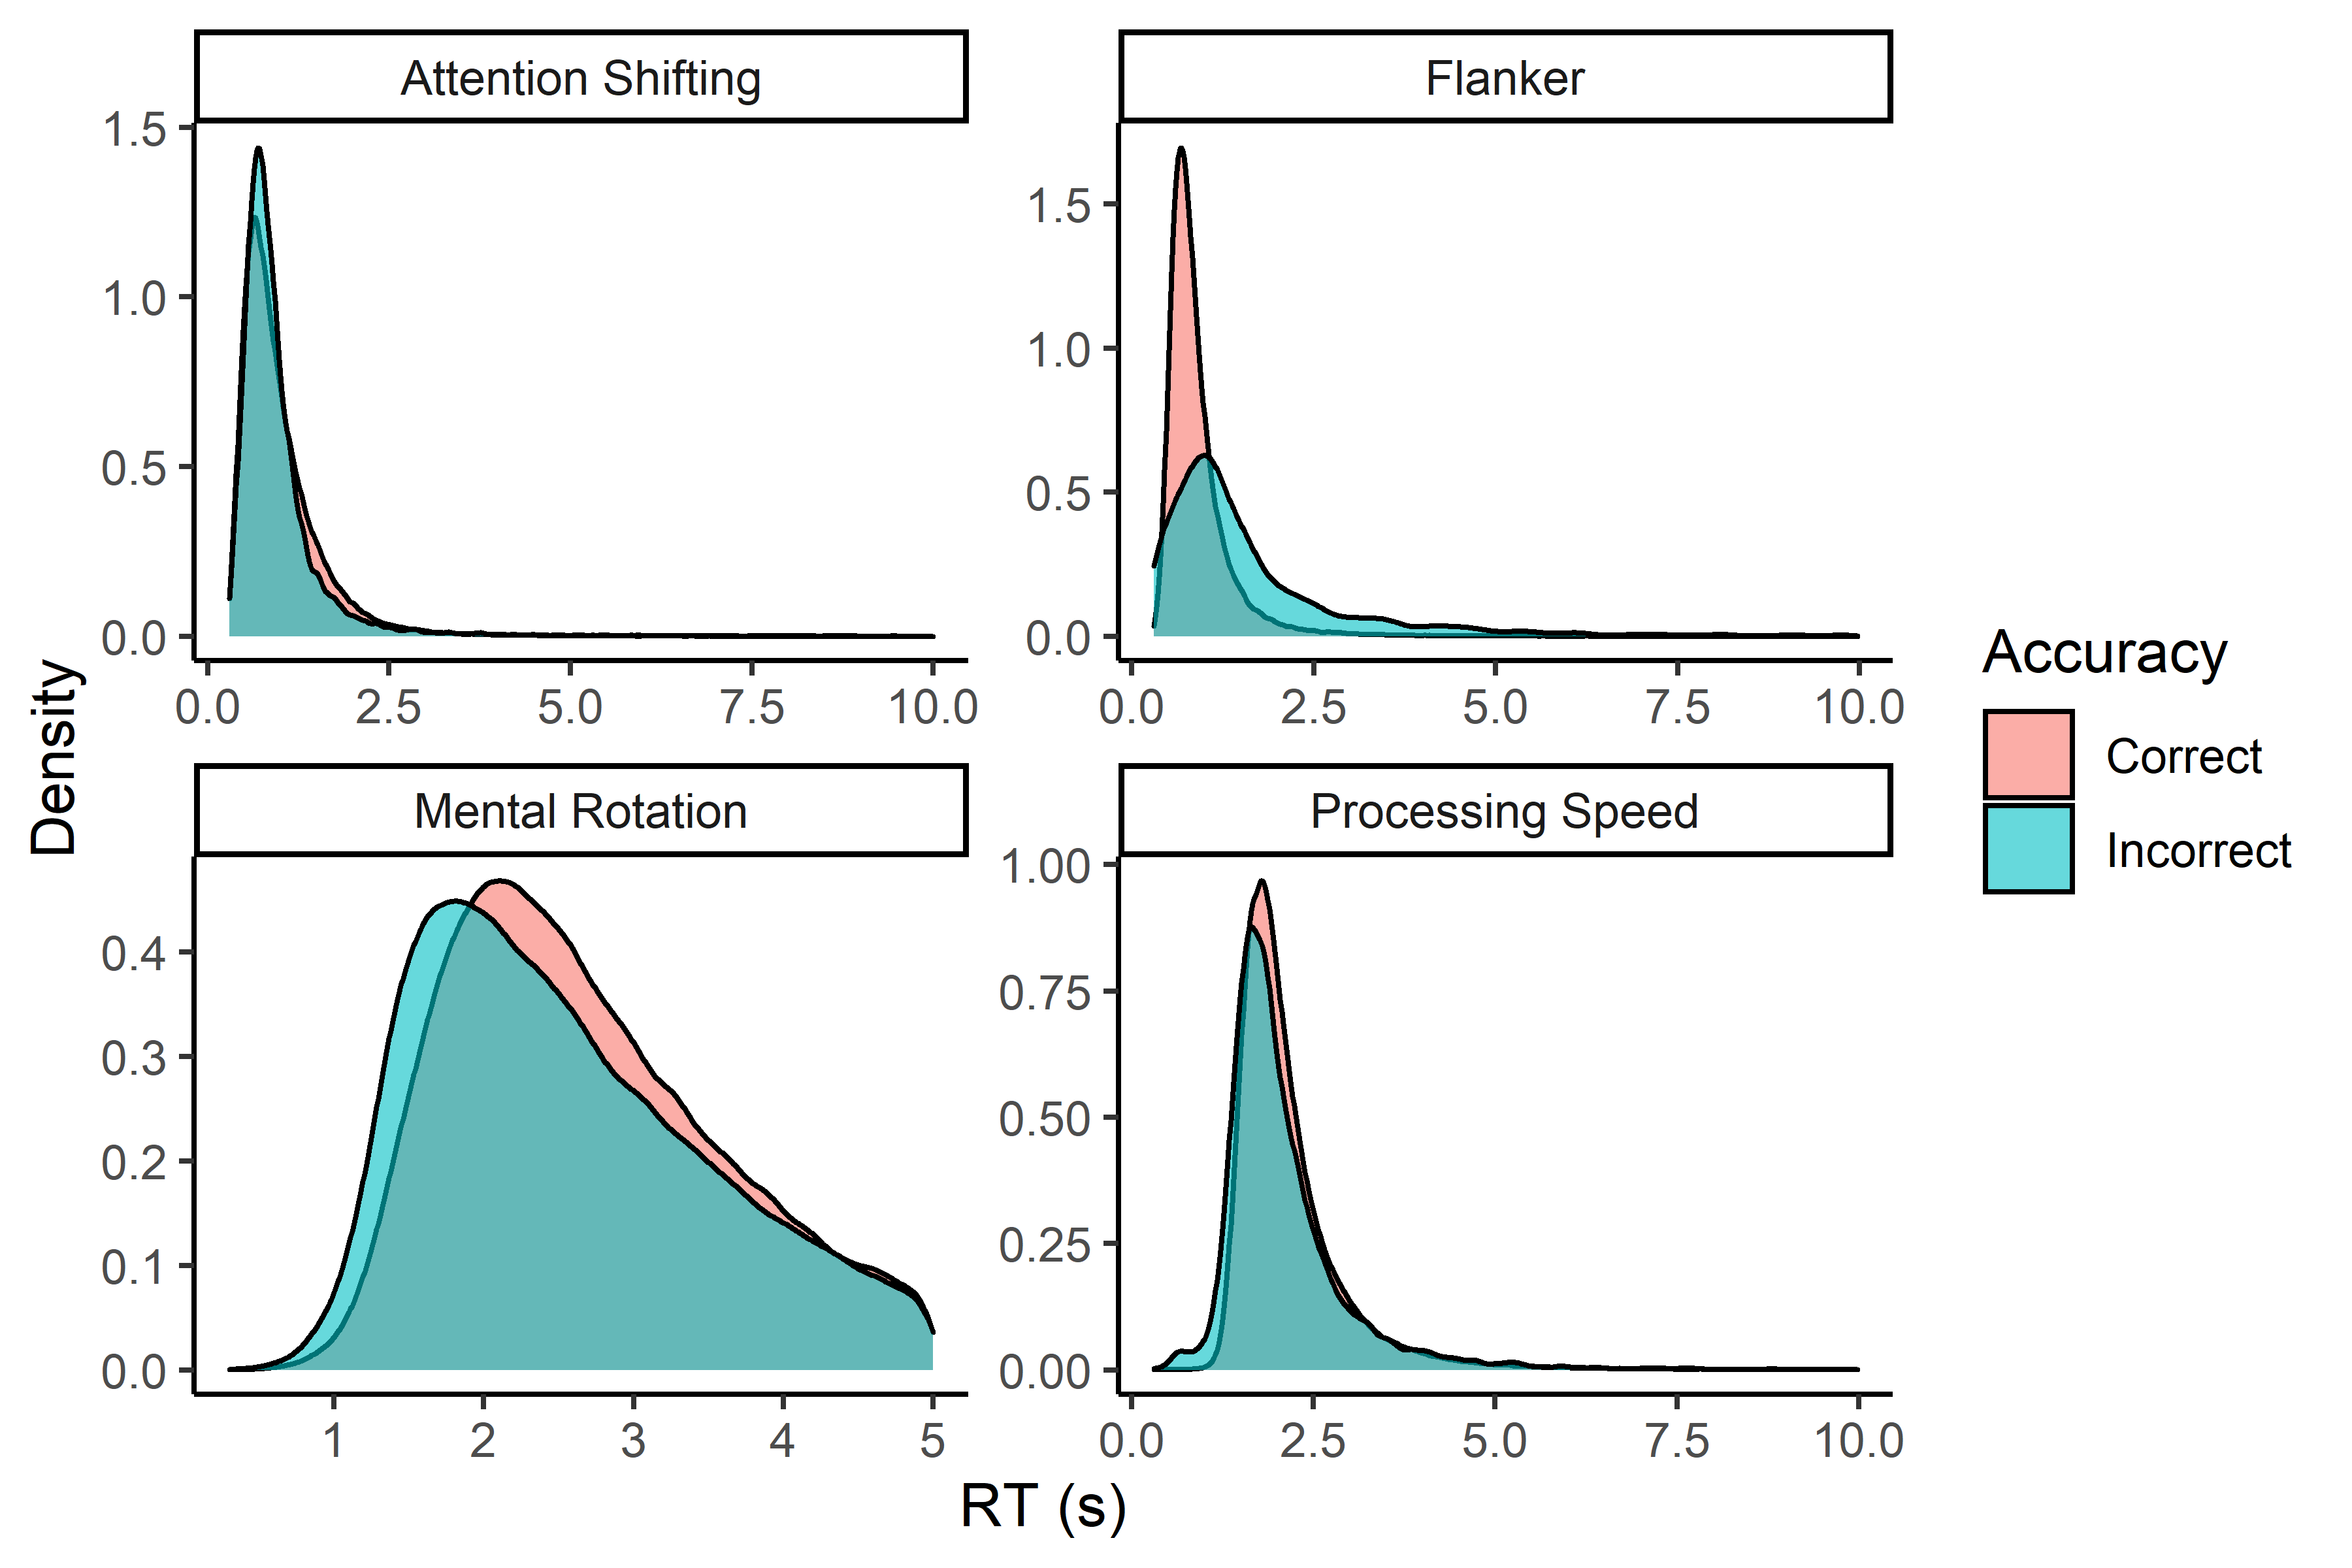 Attention Shifting
Flanker
1.5
1.0
0.5
0.0
1.5
1.0
0.5
0.0
0.0 2.5 5.0 7.5 10.0
0.0 2.5 5.0 7.5 10.0
Density
Mental Rotation
Processing Speed
0.4
0.3
0.2
0.1
0.0
1.00
0.75
0.50
0.25
0.00
1 2 3 4 5
0.0 2.5 5.0 7.5 10.0
RT (s)
Accuracy
Correct
Incorrect